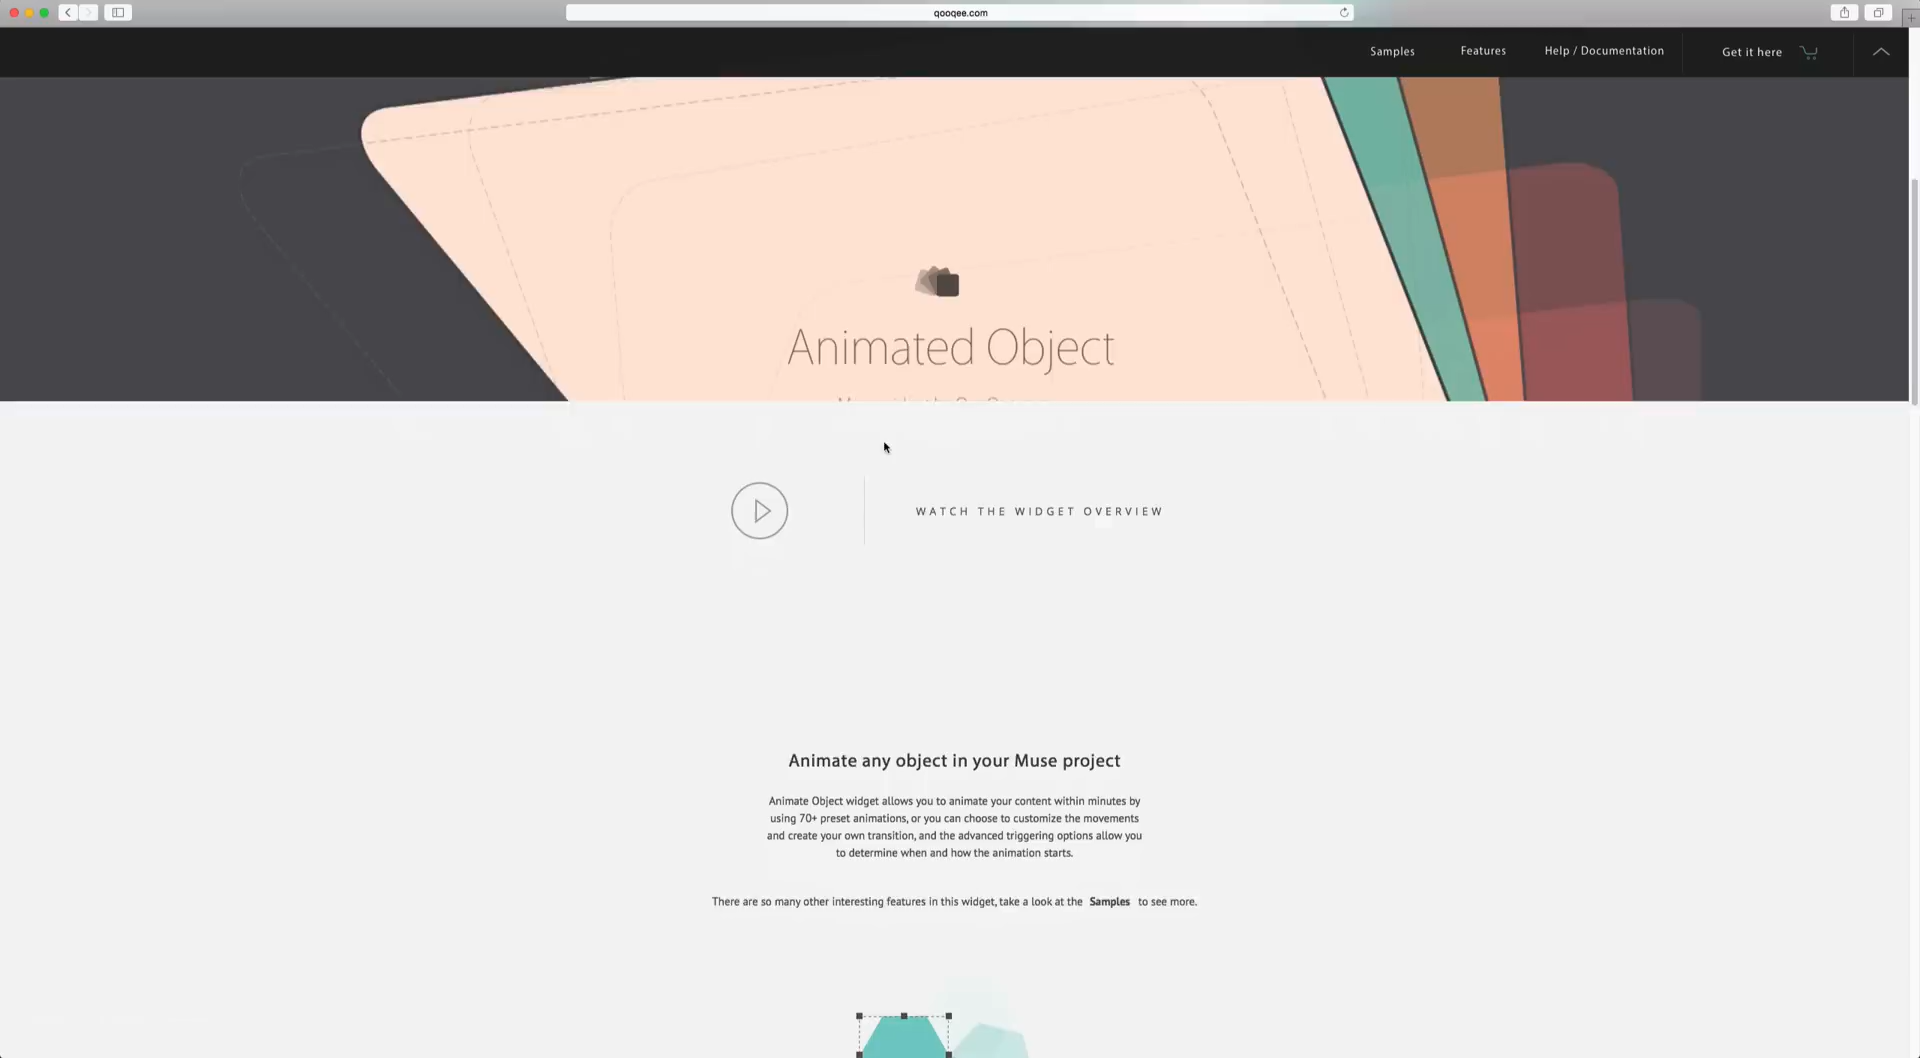 qooqee.com
Samples
Features
Help / Documentation
Get it here
Animated Object
WATCH THE WIDGET OVERVIEW
Animate any object in your Muse project
Animate Object widget allows you to animate your content within minutes by
using 70+ preset animations, or you can choose to customize the movements
and create your own transition, and the advanced triggering options allow you
to determine when and how the animation starts.
There are so many other interesting features in this widget, take a look at the Samples to see more.